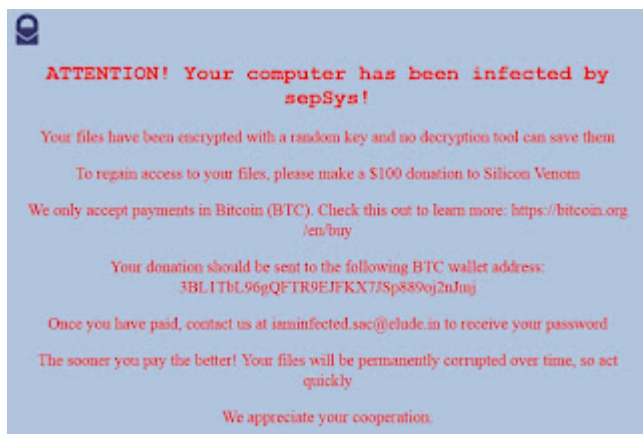 ATTENTION! Your computer has been infected by
sepSys!
Your files have been encrypted with a random key and no decryption tool can save them
To regain access to your files, please make a $100 donation to Silicon Venom
We only accept payments in Bitcoin (BTC). Check this out to learn more: https://bitcoin.org
/en/buy
Your donation should be sent to the following BTC wallet address:
3BL1TbL96gQFTR9EJFKX7JSp889oj2nJmj
Once you have paid, contact us at iaminfected.sac@elude.in to receive your password
The sooner you pay the better! Your files will be permanently corrupted over time, so act
quickly
We appreciate your cooperation.